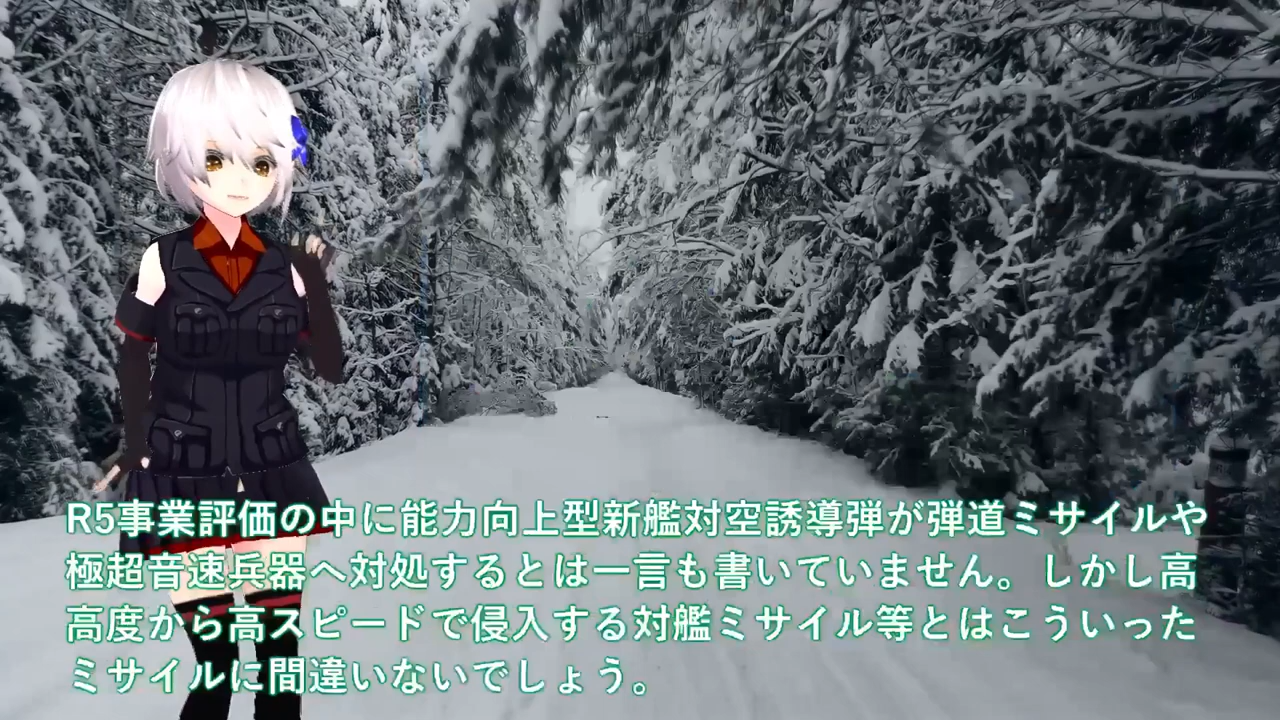 R5事業評価の中に能力向上型新艦対空誘導弾が弾道ミサイルや
極超音速兵器へ対処するとは一言も書いていません。しかし高
高度から高スピードで侵入する対艦ミサイル等とはこういった
ミサイルに間違いないでしょう。